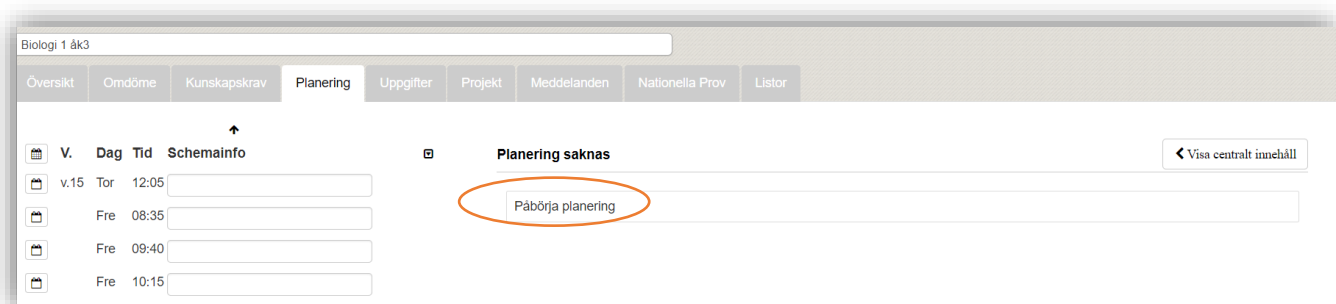 Biologi 1 åk3
Översikt Omdöme Kunskapskrav Planering Uppgifter Projekt Meddelanden Nationella Prov Listor
V. Dag Tid Schemainfo Planering saknas Visa centralt innehåll
v.15 Tor 12:05
Påbörja planering
Fre 08:35
Fre 09:40
Fre 10:15